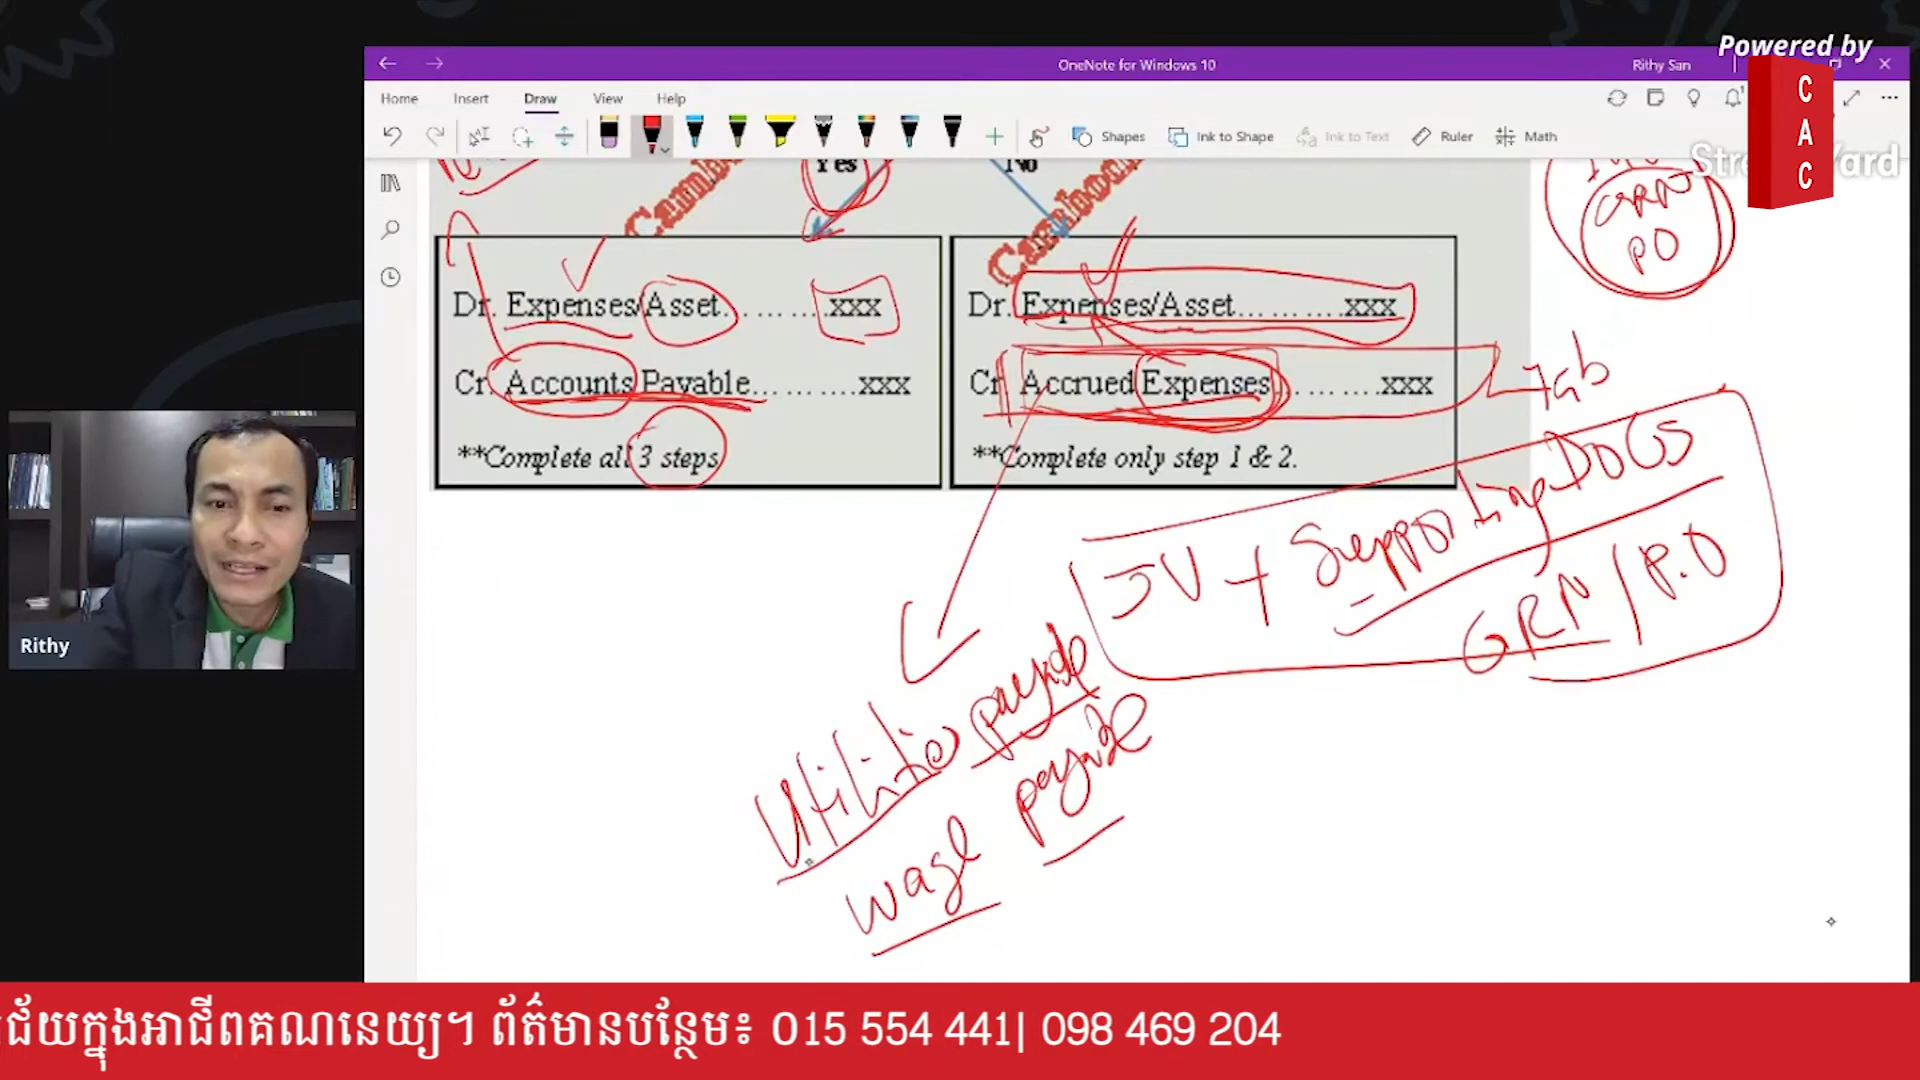 Powered by
C
A
C
OneNote for Windows 10
Rithy San
Home Insert Draw View Help
Shapes Ink to Shape Ink to Text Ruler Math
Yes No
GRN
PO
Dr. Expenses/Asset.. ... ... ..xxx
Cr. Accounts Payable... ... ... ..xxx
**Complete all 3 steps
Dr. Expenses/Asset... ... ... ..xxx
Cr. Accrued Expenses... ... ... ..xxx
**Complete only step 1 & 2.
JV + Supporting DOCS
GRN / P.O
Utilities payable
wage payable
Rithy
ជ័យក្នុងអាជីពគណនេយ្យ។ ព័ត៌មានបន្ថែម៖ 015 554 441| 098 469 204